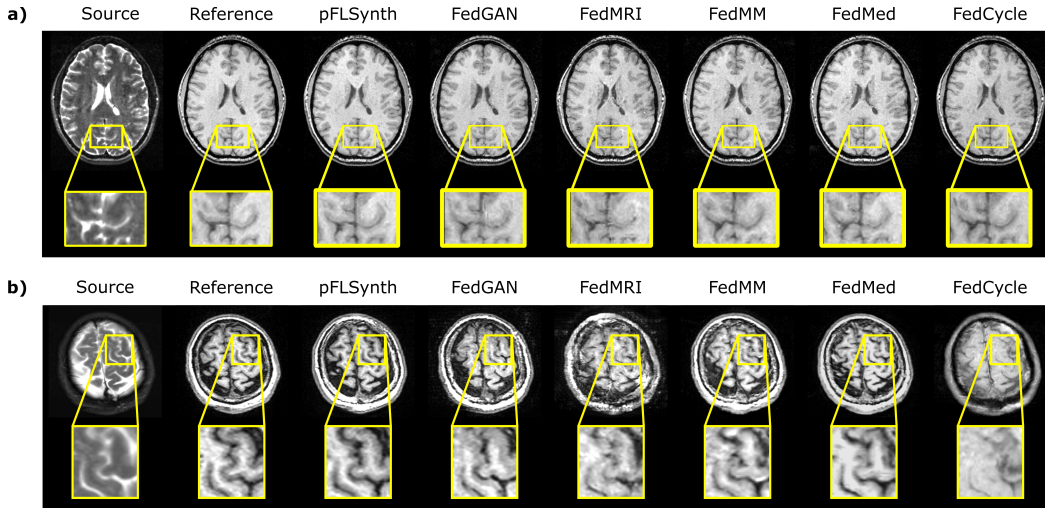 a) Source Reference pFLSynth FedGAN FedMRI FedMM FedMed FedCycle
b) Source Reference pFLSynth FedGAN FedMRI FedMM FedMed FedCycle